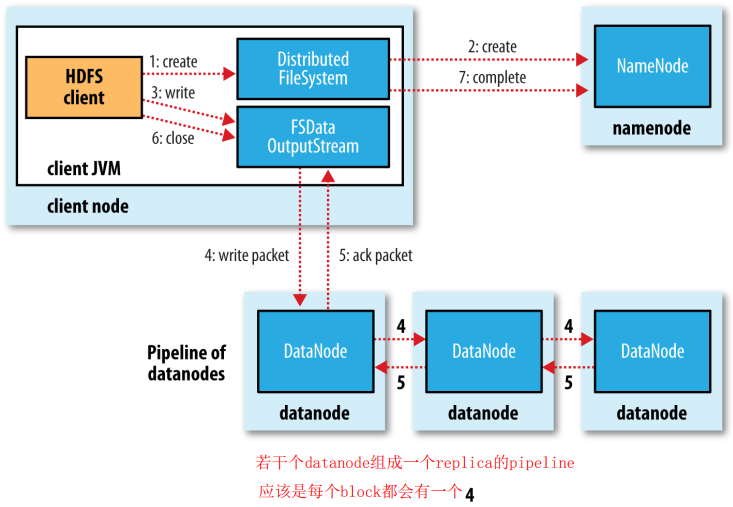 1: create
Distributed
FileSystem
2: create
NameNode
HDFS
client
3: write
7: complete
6: close
FSData
OutputStream
namenode
client JVM
client node
4: write packet
5: ack packet
Pipeline of
datanodes
DataNode
4
DataNode
4
DataNode
5
5
datanode
datanode
datanode
若干个datanode组成一个replica的pipeline
应该是每个block都会有一个4